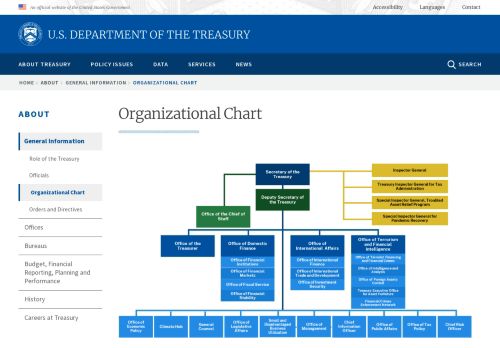 An official website of the United States Government
Accessibility
Languages
Contact
U.S. DEPARTMENT OF THE TREASURY
ABOUT TREASURY
POLICY ISSUES
DATA
SERVICES
NEWS
SEARCH
HOME
ABOUT
GENERAL INFORMATION
ORGANIZATIONAL CHART
ABOUT
General Information
Role of the Treasury
Officials
Organizational Chart
Orders and Directives
Offices
Bureaus
Budget, Financial
Reporting, Planning and
Performance
History
Careers at Treasury
Organizational Chart
Secretary of the
Treasury
Deputy Secretary of
the Treasury
Office of the Chief of
Staff
Inspector General
Treasury Inspector General for Tax
Administration
Special Inspector General, Troubled
Asset Relief Program
Special Inspector General for
Pandemic Recovery
Office of the
Treasurer
Office of Domestic
Finance
Office of Financial
Institutions
Office of Financial
Markets
Office of Fiscal Service
Office of Financial
Stability
Office of
International Affairs
Office of International
Finance
Office of International
Trade and Development
Office of Investment
Security
Office of Terrorism
and Financial
Intelligence
Office of Terrorist Financing
and Financial Crimes
Office of Intelligence and
Analysis
Office of Foreign Assets
Control
Treasury Executive Office
for Asset Forfeiture
Financial Crimes
Enforcement Network
Office of
Economic
Policy
Climate Hub
General
Counsel
Office of
Legislative
Affairs
Small and
Disadvantaged
Business
Utilization
Office of
Management
Chief
Information
Officer
Office of
Public Affairs
Office of Tax
Policy
Chief Risk
Officer